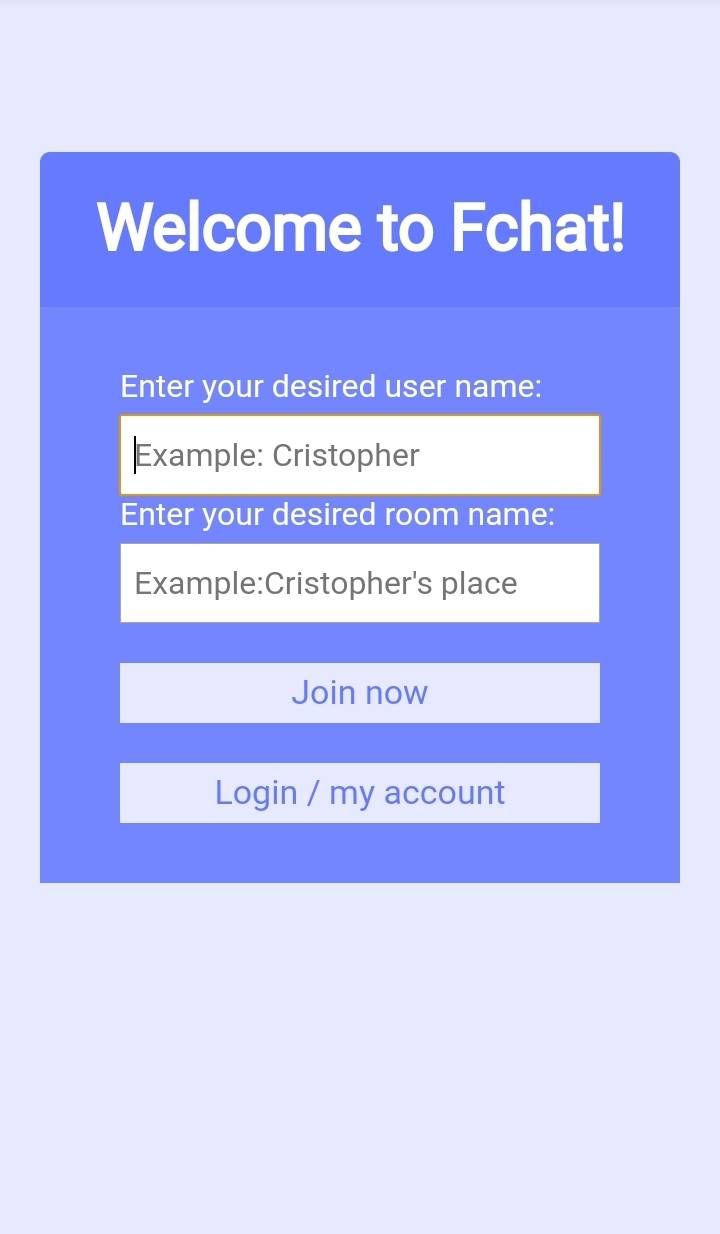 Welcome to Fchat!
Enter your desired user name:
Example: Cristopher
Enter your desired room name:
Example:Cristopher's place
Join now
Login / my account